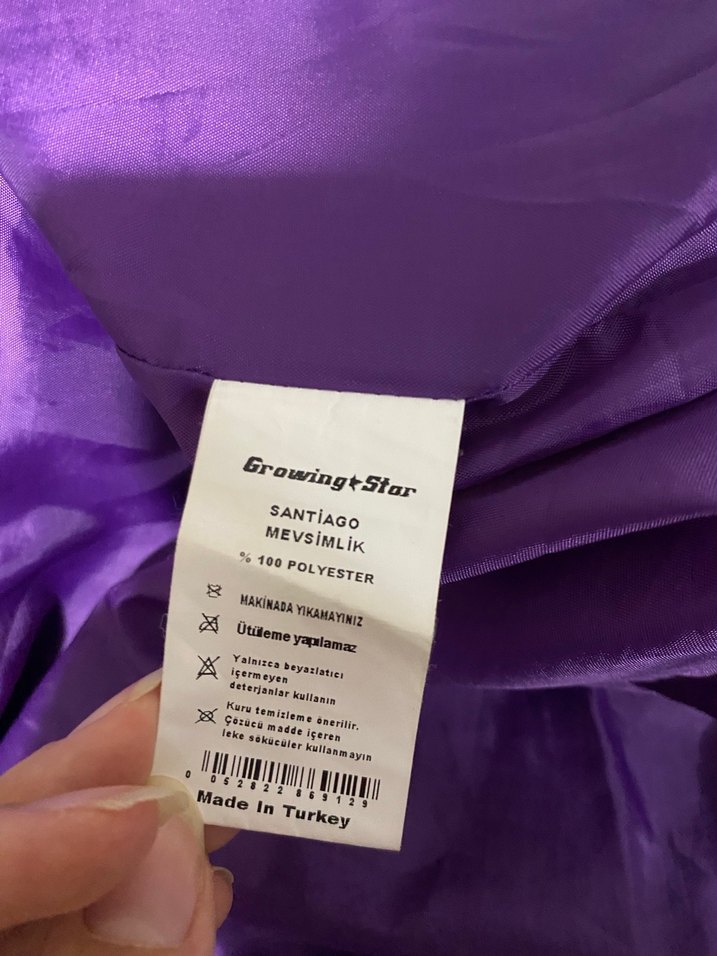 Growing★Star
SANTİAGO
MEVSİMLİK
% 100 POLYESTER
MAKİNADA YIKAMAYINIZ
Ütüleme yapılamaz
Yalnızca beyazlatıcı
içermeyen
deterjanlar kullanın
Kuru temizleme önerilir.
Çözücü madde içeren
leke sökücüler kullanmayın
0 052822 869129
Made In Turkey